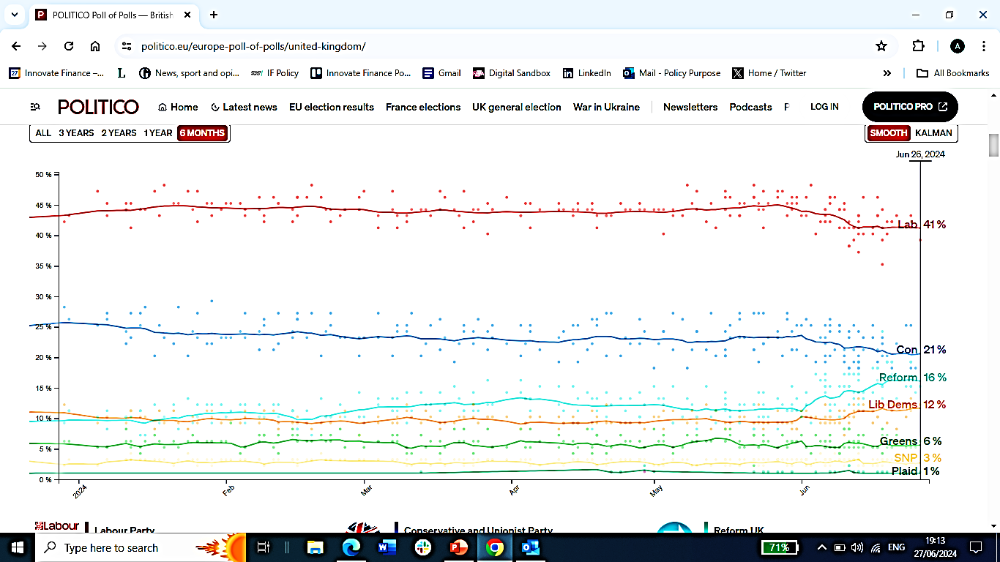 POLITICO Poll of Polls — British
politico.eu/europe-poll-of-polls/united-kingdom/
A
27 Innovate Finance –... L News, sport and opi... IF Policy Innovate Finance Po... Gmail FCA Digital Sandbox LinkedIn Mail - Policy Purpose Home / Twitter All Bookmarks
POLITICO Home Latest news EU election results France elections UK general election War in Ukraine Newsletters Podcasts P LOG IN POLITICO PRO
ALL 3 YEARS 2 YEARS 1 YEAR 6 MONTHS SMOOTH KALMAN
Jun 26, 2024
50 %
45 %
Lab 41 %
40 %
35 %
30 %
25 %
Con 21 %
20 %
Reform 16 %
15 %
Lib Dems 12 %
10 %
Greens 6 %
5 %
SNP 3 %
Plaid 1 %
0 %
2024 Feb Mar Apr May Jun
Labour Labour Party Conservative and Unionist Party Reform UK
Type here to search 71% ENG 19:13
27/06/2024